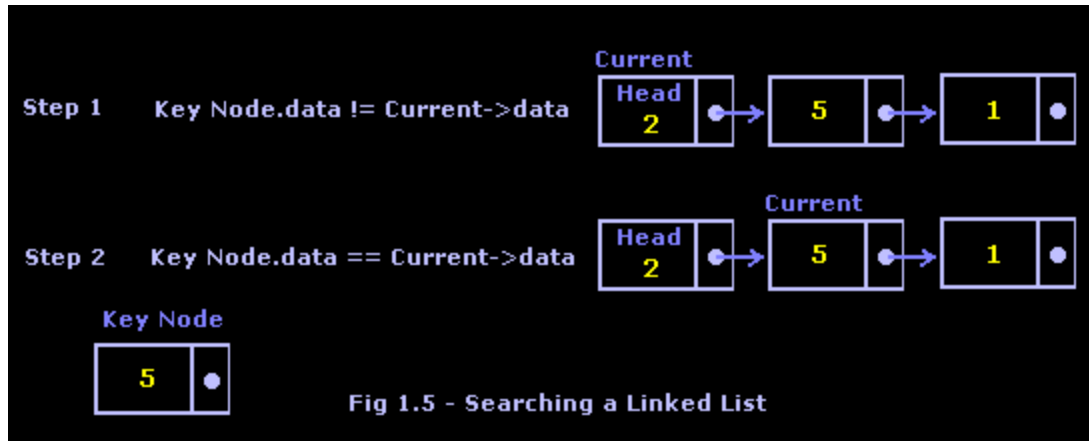 Current
Step 1 Key Node.data != Current->data Head 2 5 1
Current
Step 2 Key Node.data == Current->data Head 2 5 1
Key Node
5
Fig 1.5 - Searching a Linked List